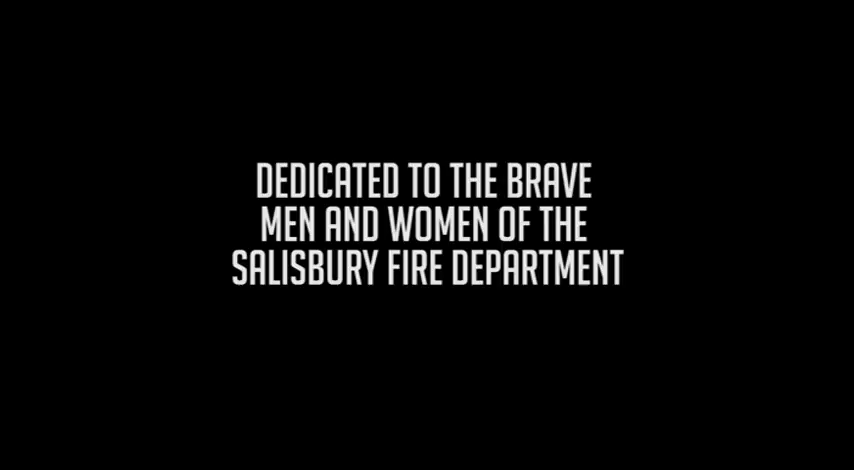 DEDICATED TO THE BRAVE
MEN AND WOMEN OF THE
SALISBURY FIRE DEPARTMENT